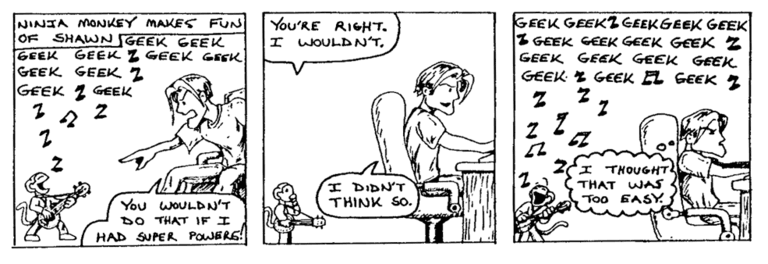 NINJA MONKEY MAKES FUN
OF SHAWN
GEEK GEEK
GEEK GEEK Z GEEK GEEK
GEEK GEEK Z
GEEK Z GEEK
Z Z
Z
Z
YOU WOULDN'T
DO THAT IF I
HAD SUPER POWERS!
YOU'RE RIGHT.
I WOULDN'T.
I DIDN'T
THINK SO.
GEEK GEEK Z GEEK GEEK GEEK
Z GEEK GEEK GEEK GEEK Z
GEEK GEEK GEEK GEEK
GEEK Z GEEK GEEK Z
Z Z
Z Z
Z
Z
I THOUGHT
THAT WAS
TOO EASY.